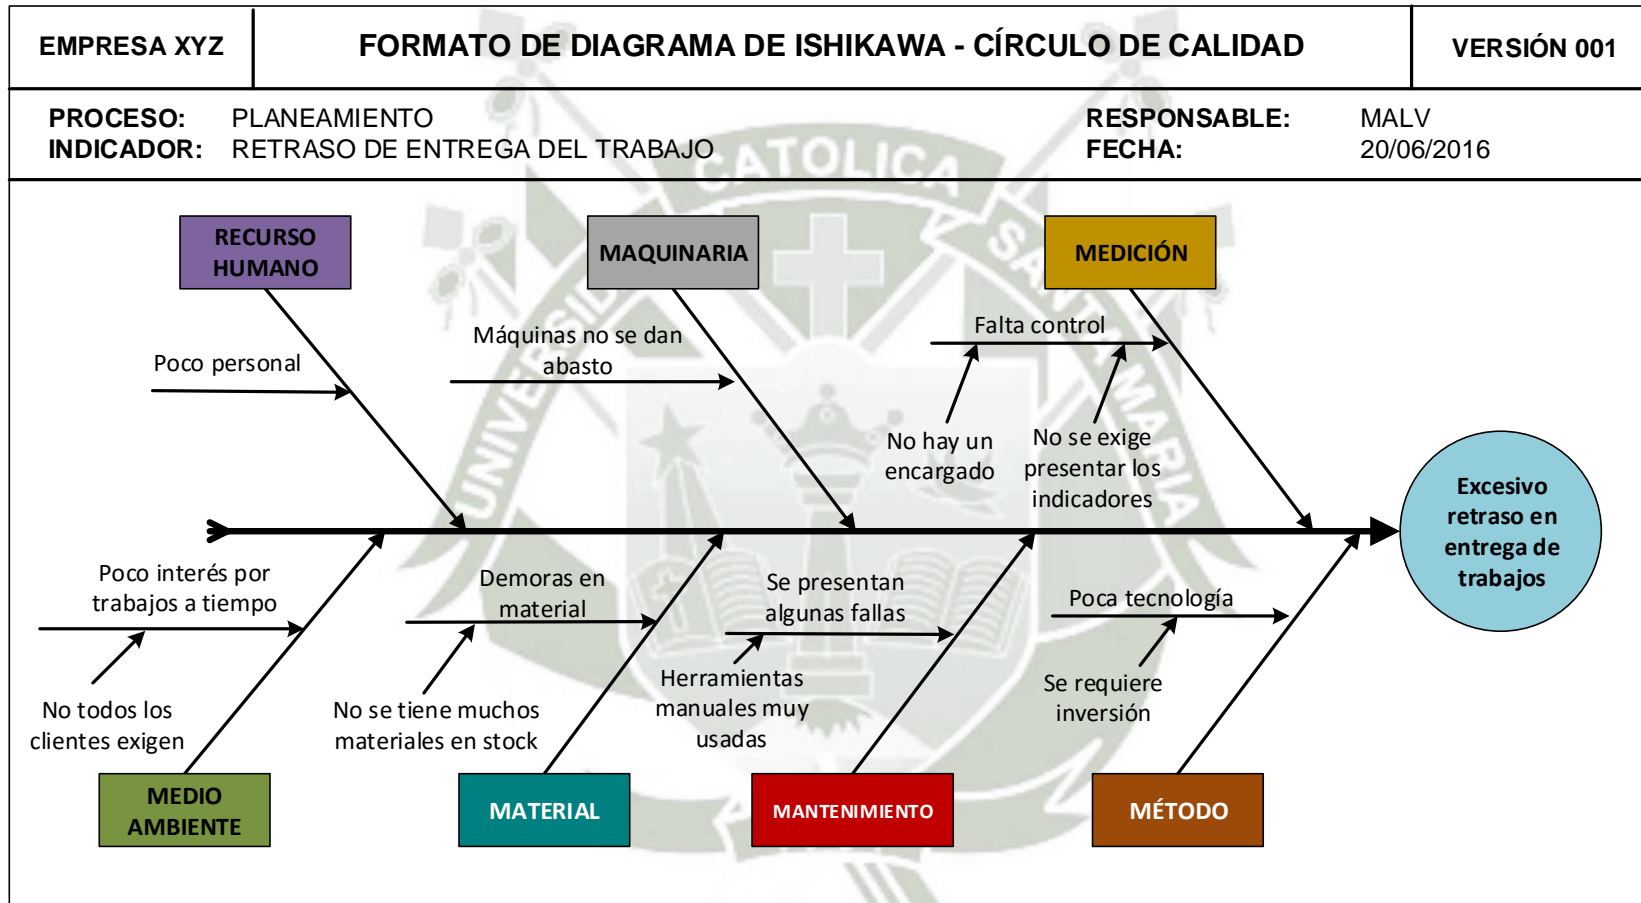 EMPRESA XYZ
FORMATO DE DIAGRAMA DE ISHIKAWA - CÍRCULO DE CALIDAD
VERSIÓN 001
PROCESO: PLANEAMIENTO
INDICADOR: RETRASO DE ENTREGA DEL TRABAJO
RESPONSABLE: MALV
FECHA: 20/06/2016
UNIVERSIDAD CATOLICA SANTA MARIA
RECURSO
HUMANO
MAQUINARIA
MEDICIÓN
Poco personal
Máquinas no se dan
abasto
Falta control
No hay un
encargado
No se exige
presentar los
indicadores
Excesivo
retraso en
entrega de
trabajos
Poco interés por
trabajos a tiempo
No todos los
clientes exigen
Demoras en
material
No se tiene muchos
materiales en stock
Se presentan
algunas fallas
Herramientas
manuales muy
usadas
Poca tecnología
Se requiere
inversión
MEDIO
AMBIENTE
MATERIAL
MANTENIMIENTO
MÉTODO